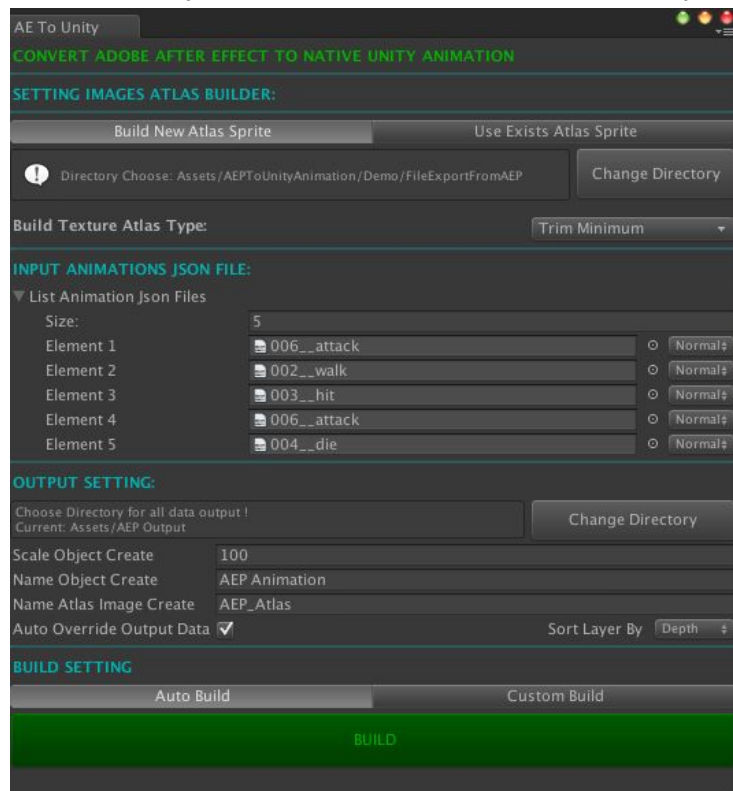 AE To Unity
CONVERT ADOBE AFTER EFFECT TO NATIVE UNITY ANIMATION
SETTING IMAGES ATLAS BUILDER:
Build New Atlas Sprite Use Exists Atlas Sprite
Directory Choose: Assets/AEPToUnityAnimation/Demo/FileExportFromAEP Change Directory
Build Texture Atlas Type: Trim Minimum
INPUT ANIMATIONS JSON FILE:
List Animation Json Files
Size: 5
Element 1 006__attack Normal
Element 2 002__walk Normal
Element 3 003__hit Normal
Element 4 006__attack Normal
Element 5 004__die Normal
OUTPUT SETTING:
Choose Directory for all data output !
Current: Assets/AEP Output Change Directory
Scale Object Create 100
Name Object Create AEP Animation
Name Atlas Image Create AEP_Atlas
Auto Override Output Data Sort Layer By Depth
BUILD SETTING
Auto Build Custom Build
BUILD